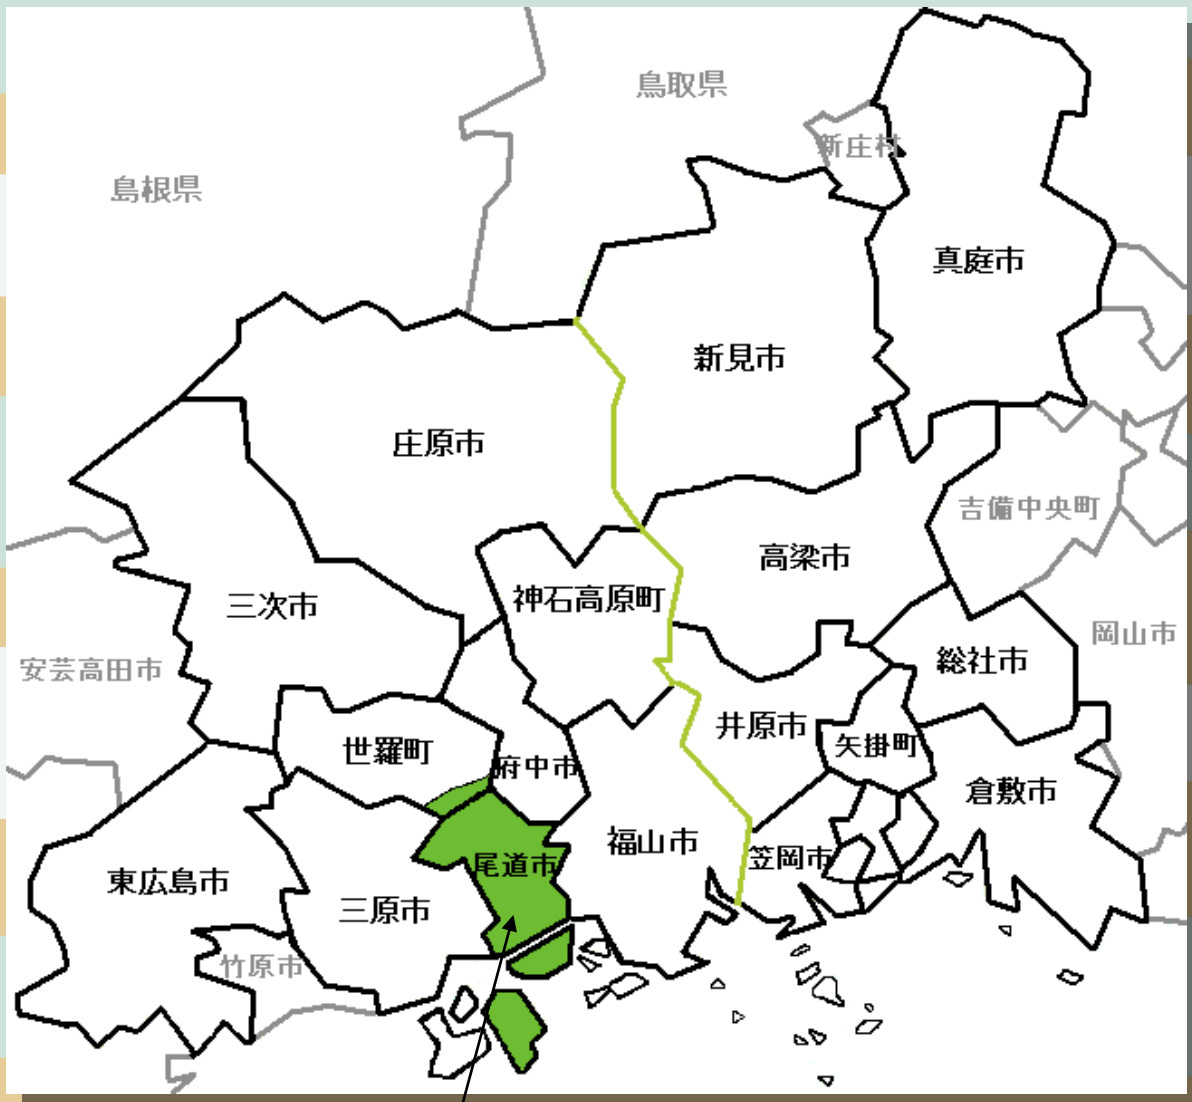 鳥取県
新庄村
島根県
真庭市
新見市
庄原市
吉備中央町
高梁市
神石高原町
三次市
岡山市
安芸高田市
総社市
井原市
世羅町
矢掛町
府中市
倉敷市
福山市
笠岡市
尾道市
東広島市
三原市
竹原市